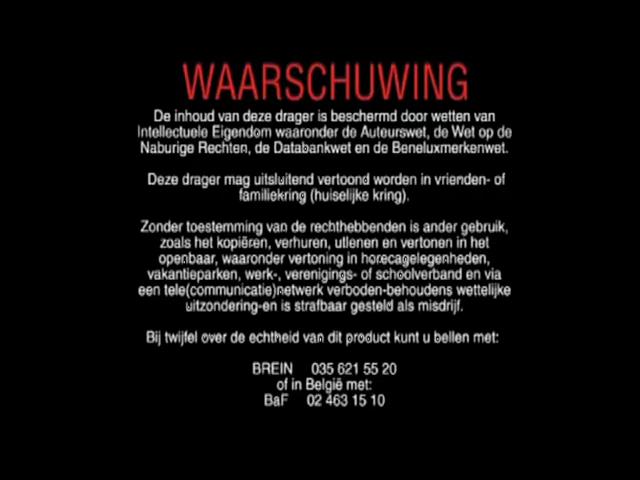 WAARSCHUWING
De inhoud van deze drager is beschermd door wetten van
Intellectuele Eigendom waaronder de Auteurswet, de Wet op de
Naburige Rechten, de Databankwet en de Beneluxmerkenwet.
Deze drager mag uitsluitend vertoond worden in vrienden- of
familiekring (huiselijke kring).
Zonder toestemming van de rechthebbenden is ander gebruik,
zoals het kopiëren, verhuren, utlenen en vertonen in het
openbaar, waaronder vertoning in horecagelegenheden,
vakantieparken, werk-, verenigings- of schoolverband en via
een tele(communicatie)netwerk verboden-behoudens wettelijke
uitzondering-en is strafbaar gesteld als misdrijf.
Bij twijfel over de echtheid van dit product kunt u bellen met:
BREIN 035 621 55 20
of in België met:
BaF 02 463 15 10